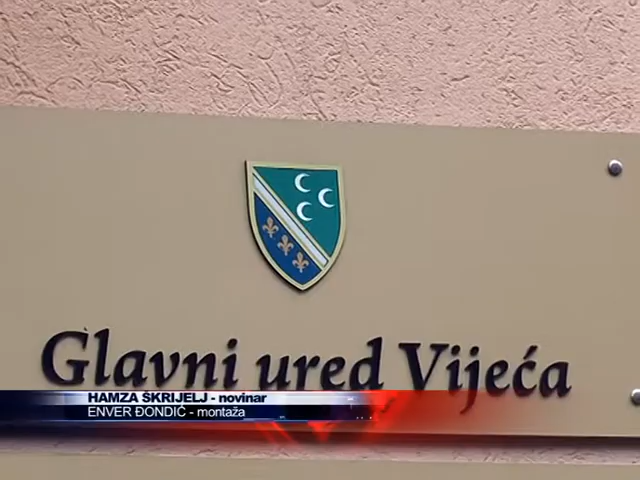 Glavni ured Vijeća
HAMZA ŠKRIJELJ - novinar
ENVER ĐONDIĆ - montaža